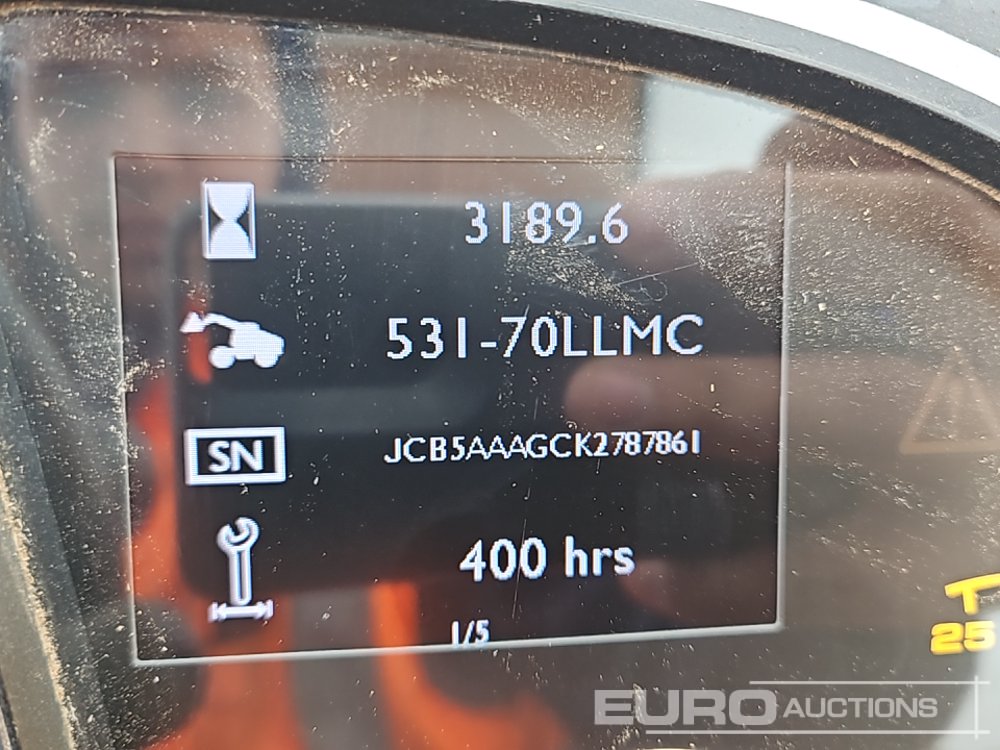 3189.6
531-70LLMC
SN JCB5AAAGCK2787861
400 hrs
1/5
25
EURO AUCTIONS